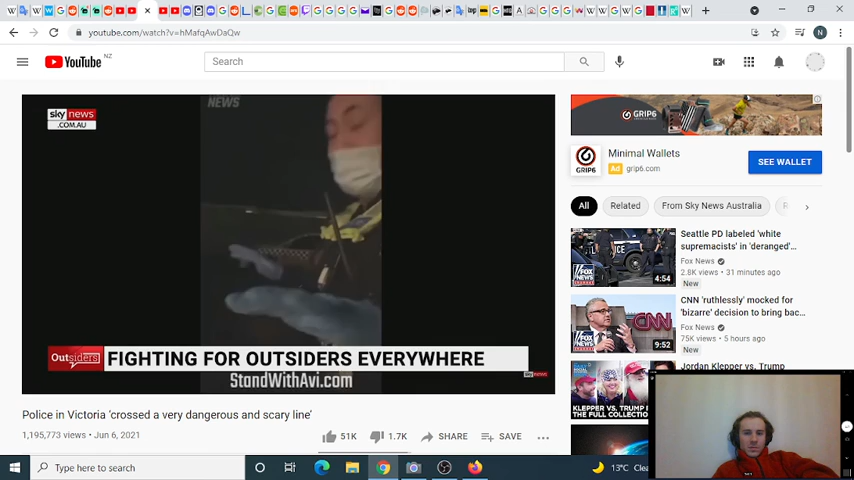 youtube.com/watch?v=hMafqAwDaQw
N
YouTube NZ
Search
NEWS
sky news
.COM.AU
Outsiders
FIGHTING FOR OUTSIDERS EVERYWHERE
StandWithAvi.com
sky news
Police in Victoria 'crossed a very dangerous and scary line'
1,195,773 views • Jun 6, 2021
51K
1.7K
SHARE
SAVE
GRIP6
GRIP6
Minimal Wallets
Ad grip6.com
SEE WALLET
All
Related
From Sky News Australia
Seattle PD labeled 'white
supremacists' in 'deranged'...
Fox News
2.8K views • 31 minutes ago
New
4:54
CNN 'ruthlessly' mocked for
'bizarre' decision to bring bac...
Fox News
75K views • 5 hours ago
New
CNN
9:52
Jordan Klepper vs. Trump
THE FULL COLLECTION
Type here to search
13°C